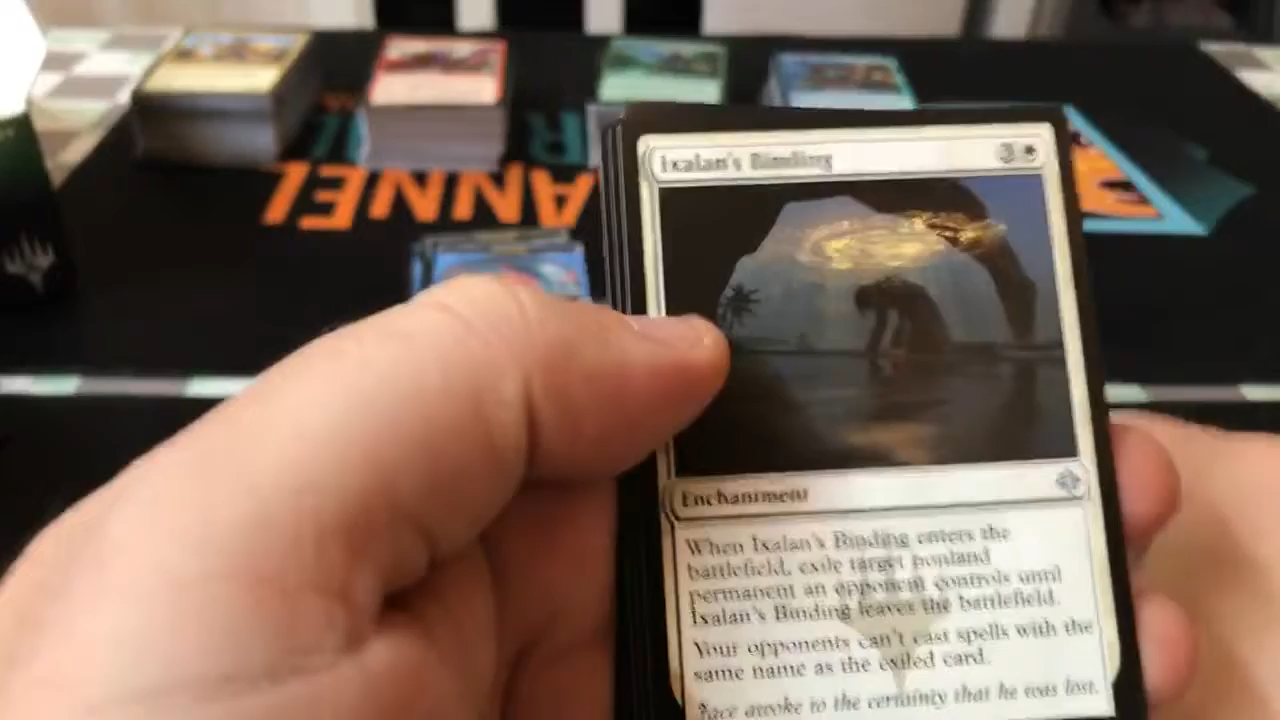 Ixalan's Binding
3
ANNEL
Enchantment
When Ixalan's Binding enters the
battlefield, exile target nonland
permanent an opponent controls until
Ixalan's Binding leaves the battlefield.
Your opponents can't cast spells with the
same name as the exiled card.
Jace awoke to the certainty that he was lost.